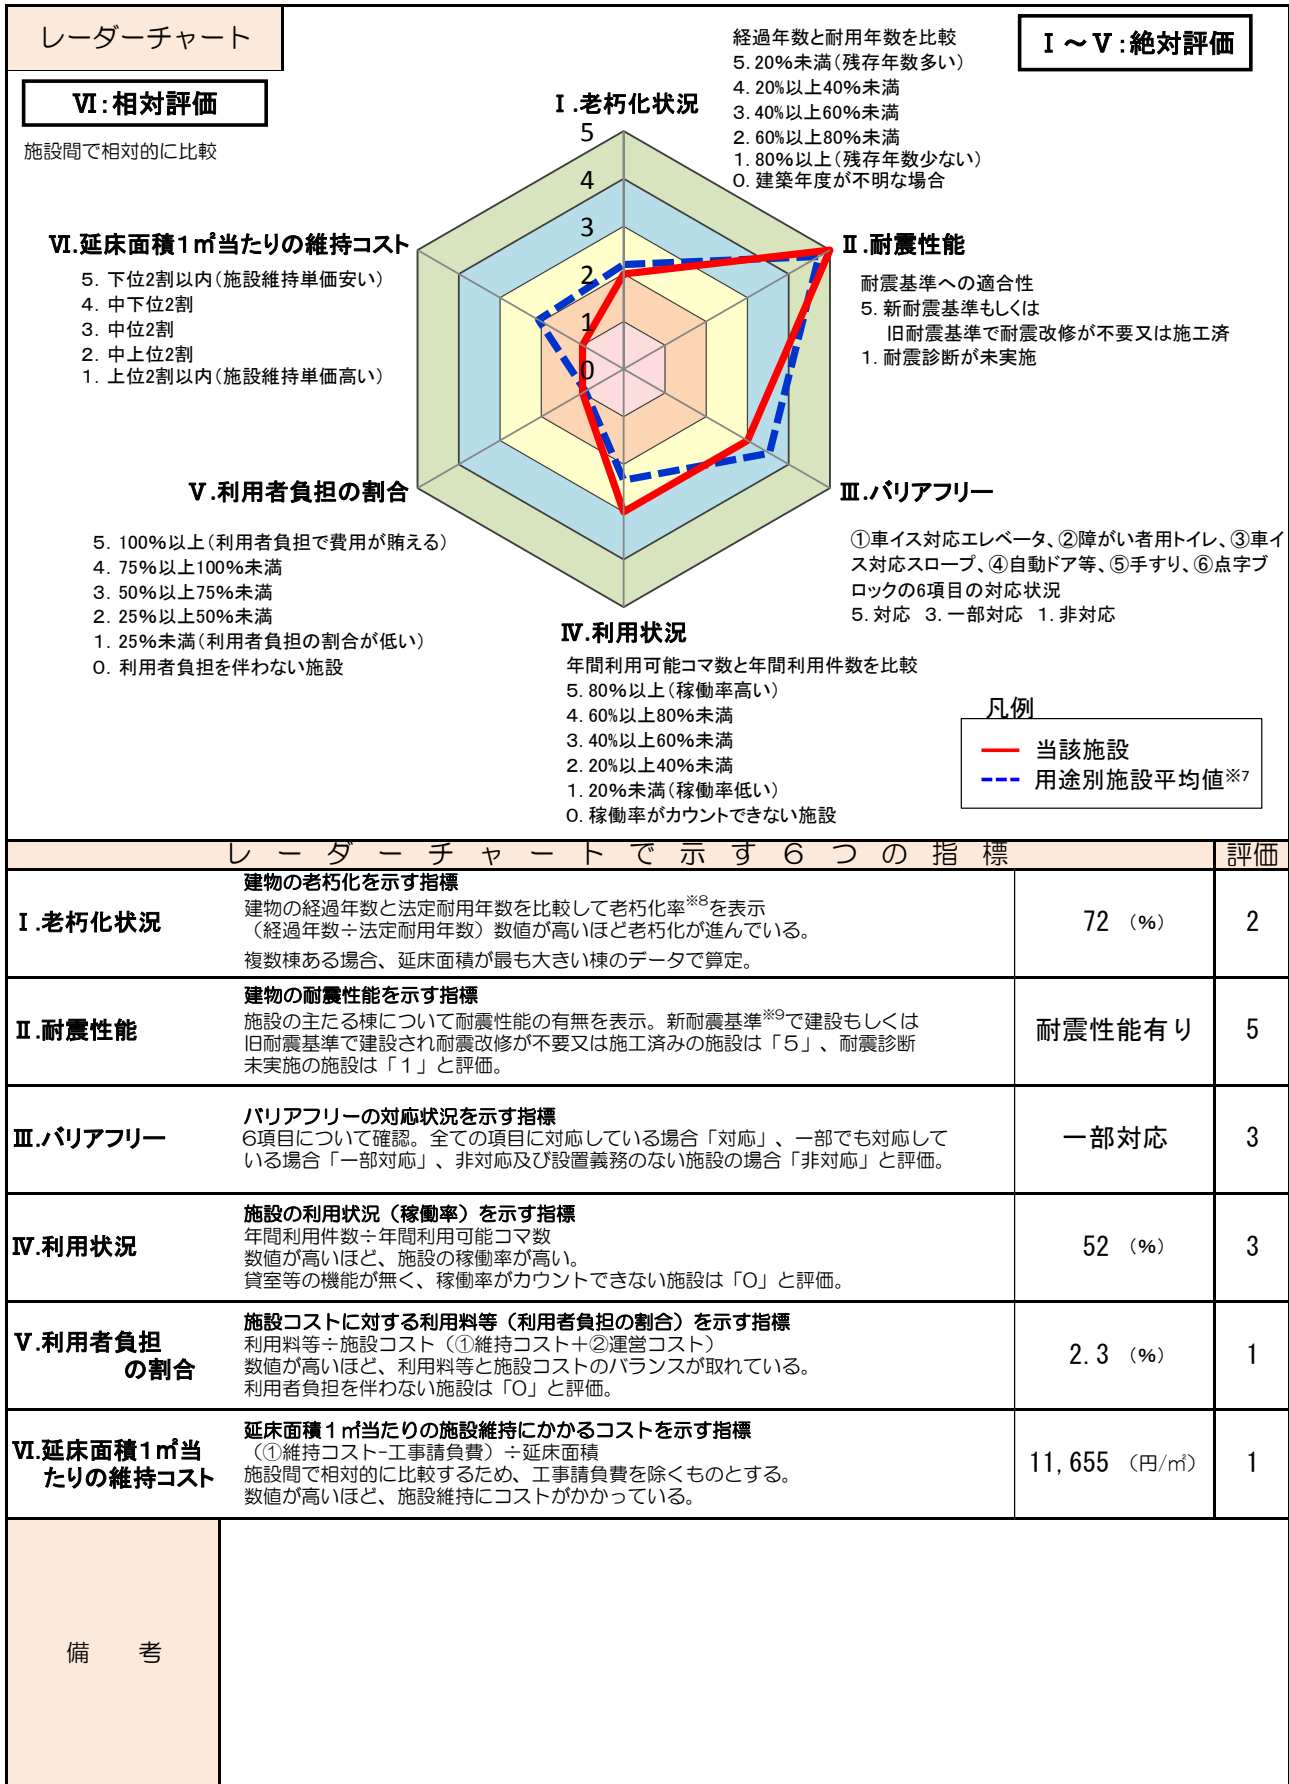 レーダーチャート
Ⅰ～Ⅴ:絶対評価
Ⅵ:相対評価
施設間で相対的に比較
Ⅰ.老朽化状況
経過年数と耐用年数を比較
5.20%未満(残存年数多い)
4.20%以上40%未満
3.40%以上60%未満
2.60%以上80%未満
1.80%以上(残存年数少ない)
0.建築年度が不明な場合
5
4
3
2
1
0
Ⅱ.耐震性能
耐震基準への適合性
5.新耐震基準もしくは
旧耐震基準で耐震改修が不要又は施工済
1.耐震診断が未実施
Ⅵ.延床面積1㎡当たりの維持コスト
5.下位2割以内(施設維持単価安い)
4.中下位2割
3.中位2割
2.中上位2割
1.上位2割以内(施設維持単価高い)
Ⅲ.バリアフリー
①車イス対応エレベータ、②障がい者用トイレ、③車イ
ス対応スロープ、④自動ドア等、⑤手すり、⑥点字ブ
ロックの6項目の対応状況
5.対応 3.一部対応 1.非対応
Ⅴ.利用者負担の割合
5.100%以上(利用者負担で費用が賄える)
4.75%以上100%未満
3.50%以上75%未満
2.25%以上50%未満
1.25%未満(利用者負担の割合が低い)
0.利用者負担を伴わない施設
Ⅳ.利用状況
年間利用可能コマ数と年間利用件数を比較
5.80%以上(稼働率高い)
4.60%以上80%未満
3.40%以上60%未満
2.20%以上40%未満
1.20%未満(稼働率低い)
0.稼働率がカウントできない施設
凡例
当該施設
用途別施設平均値※7
レーダーチャートで示す6つの指標 評価
Ⅰ.老朽化状況
建物の老朽化を示す指標
建物の経過年数と法定耐用年数を比較して老朽化率※8を表示
(経過年数÷法定耐用年数)数値が高いほど老朽化が進んでいる。
複数棟ある場合、延床面積が最も大きい棟のデータで算定。
72 (%) 2
Ⅱ.耐震性能
建物の耐震性能を示す指標
施設の主たる棟について耐震性能の有無を表示。新耐震基準※9で建設もしくは
旧耐震基準で建設され耐震改修が不要又は施工済みの施設は「5」、耐震診断
未実施の施設は「1」と評価。
耐震性能有り 5
Ⅲ.バリアフリー
バリアフリーの対応状況を示す指標
6項目について確認。全ての項目に対応している場合「対応」、一部でも対応して
いる場合「一部対応」、非対応及び設置義務のない施設の場合「非対応」と評価。
一部対応 3
Ⅳ.利用状況
施設の利用状況(稼働率)を示す指標
年間利用件数÷年間利用可能コマ数
数値が高いほど、施設の稼働率が高い。
貸室等の機能が無く、稼働率がカウントできない施設は「0」と評価。
52 (%) 3
Ⅴ.利用者負担
の割合
施設コストに対する利用料等(利用者負担の割合)を示す指標
利用料等÷施設コスト(①維持コスト+②運営コスト)
数値が高いほど、利用料等と施設コストのバランスが取れている。
利用者負担を伴わない施設は「0」と評価。
2.3 (%) 1
Ⅵ.延床面積1㎡当
たりの維持コスト
延床面積1㎡当たりの施設維持にかかるコストを示す指標
(①維持コスト-工事請負費)÷延床面積
施設間で相対的に比較するため、工事請負費を除くものとする。
数値が高いほど、施設維持にコストがかかっている。
11,655 (円/㎡) 1
備 考